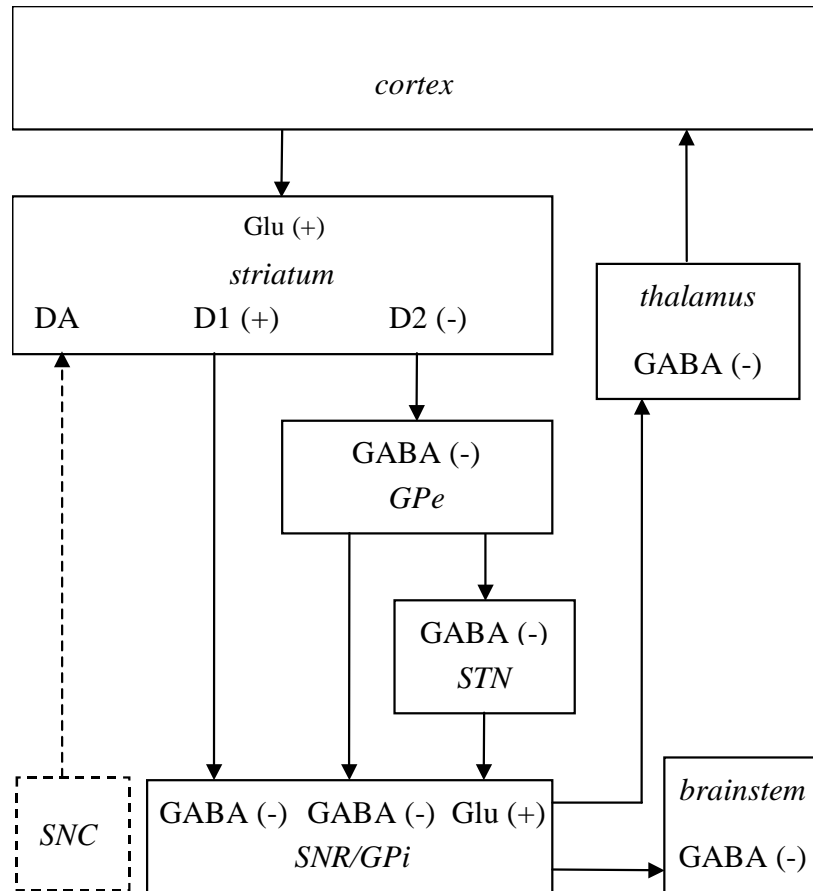 cortex
Glu (+)
striatum
DA D1 (+) D2 (-)
thalamus
GABA (-)
GABA (-)
GPe
GABA (-)
STN
SNC
GABA (-) GABA (-) Glu (+)
SNR/GPi
brainstem
GABA (-)